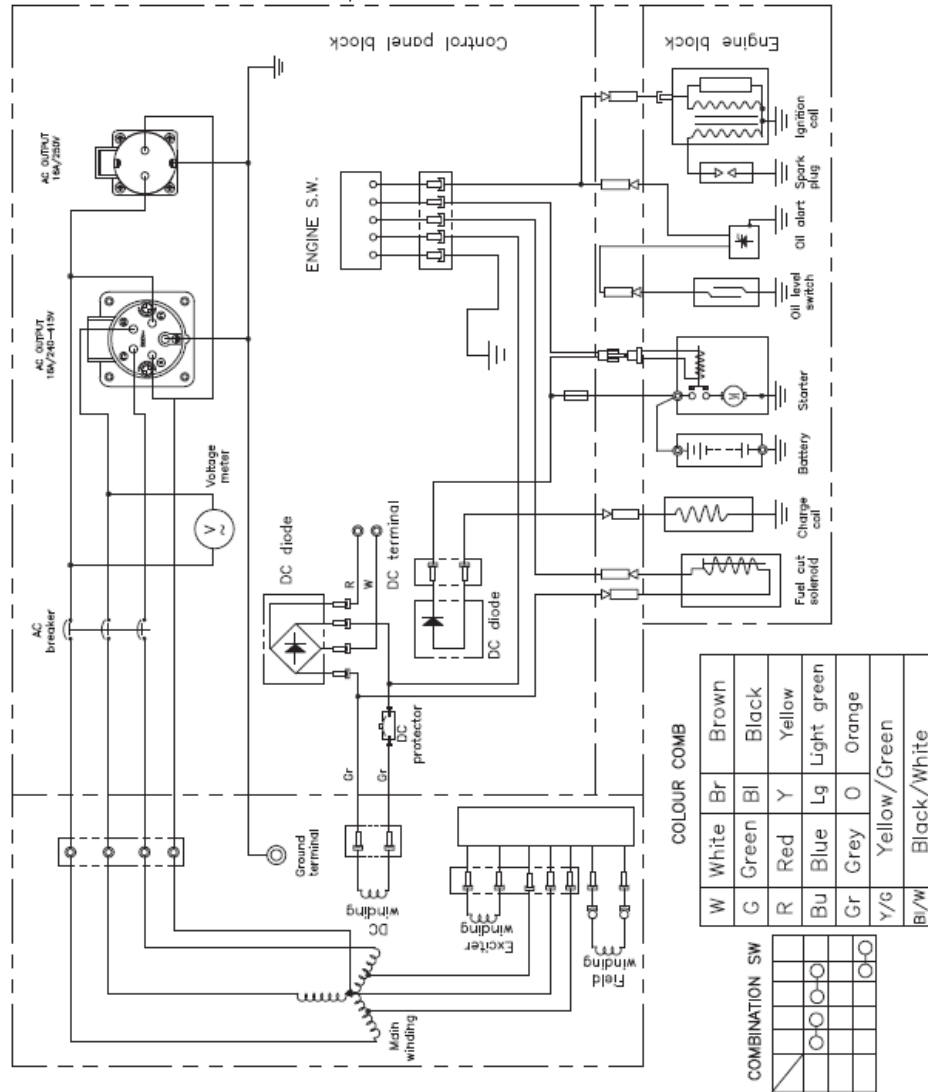 Control panel block
Engine block
AC OUTPUT
16A/250V
AC OUTPUT
16A/240-415V
ENGINE S.W.
Ignition
coil
Spark
plug
Oil alart
Oil level
switch
Starter
Battery
Charge
coil
Fuel cut
solenoid
M
Voltage
meter
V
~
DC diode
R
W
DC terminal
DC diode
AC
breaker
DC
protector
Gr
Gr
Ground
terminal
DC
winding
Exciter
winding
Field
winding
Main
winding
COLOUR COMB
W White Br Brown
G Green Bl Black
R Red Y Yellow
Bu Blue Lg Light green
Gr Grey O Orange
Y/G Yellow/Green
Bl/W Black/White
COMBINATION SW